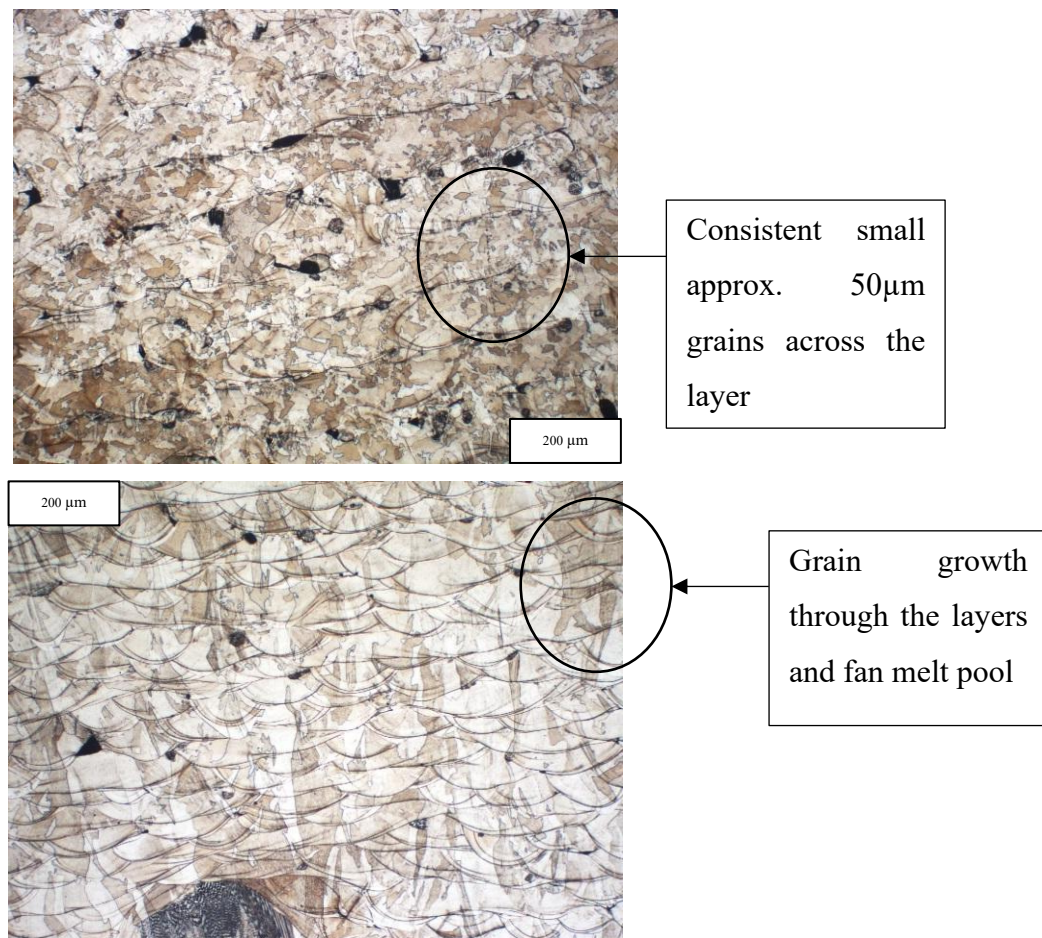 Consistent small
approx. 50µm
grains across the
layer
200 µm
200 µm
Grain growth
through the layers
and fan melt pool